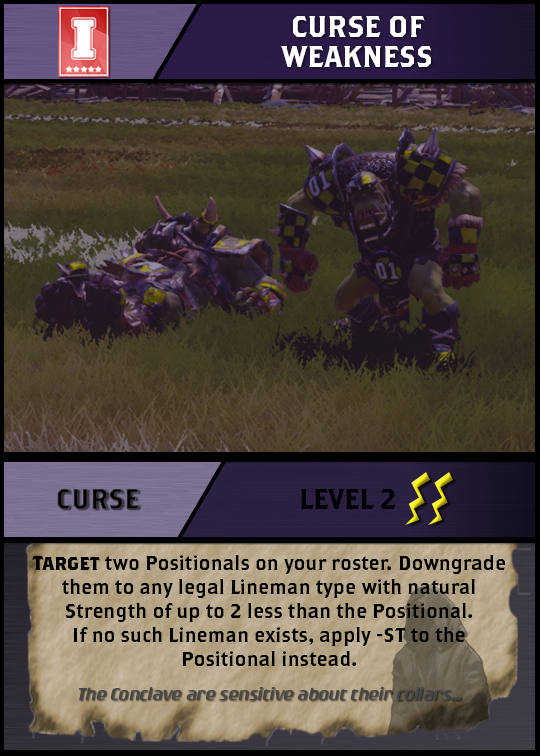 I
CURSE OF
WEAKNESS
01
01
CURSE
LEVEL 2
TARGET two Positionals on your roster. Downgrade
them to any legal Lineman type with natural
Strength of up to 2 less than the Positional.
If no such Lineman exists, apply -ST to the
Positional instead.
The Conclave are sensitive about their collars...